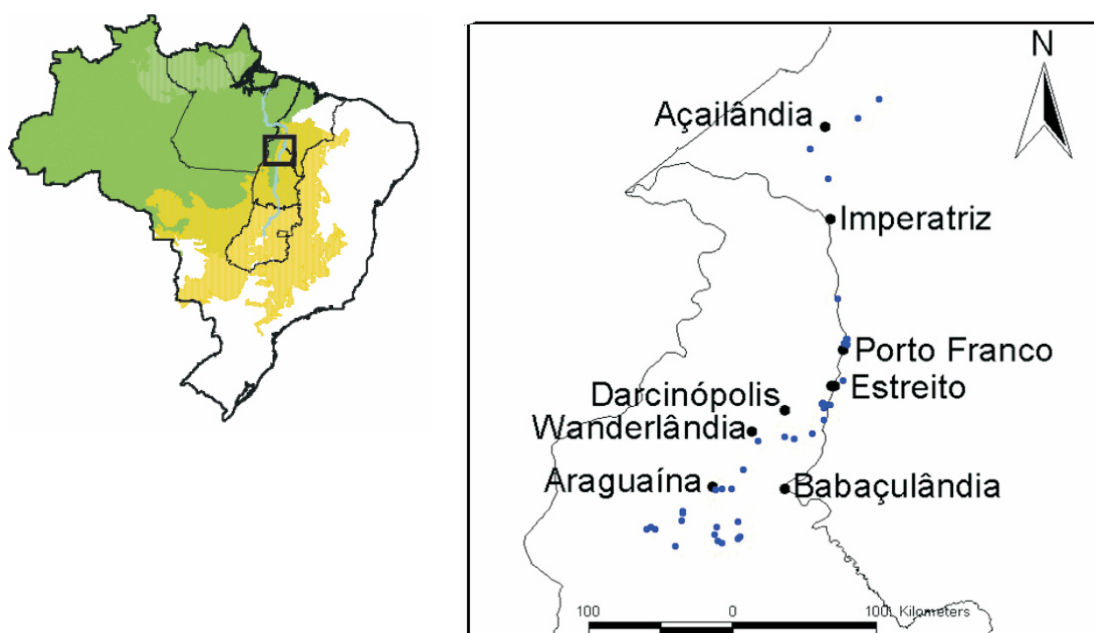 N
Açailândia
Imperatriz
Porto Franco
Estreito
Darcinópolis
Wanderlândia
Araguaína
Babaçulândia
100 0 100 Kilometers